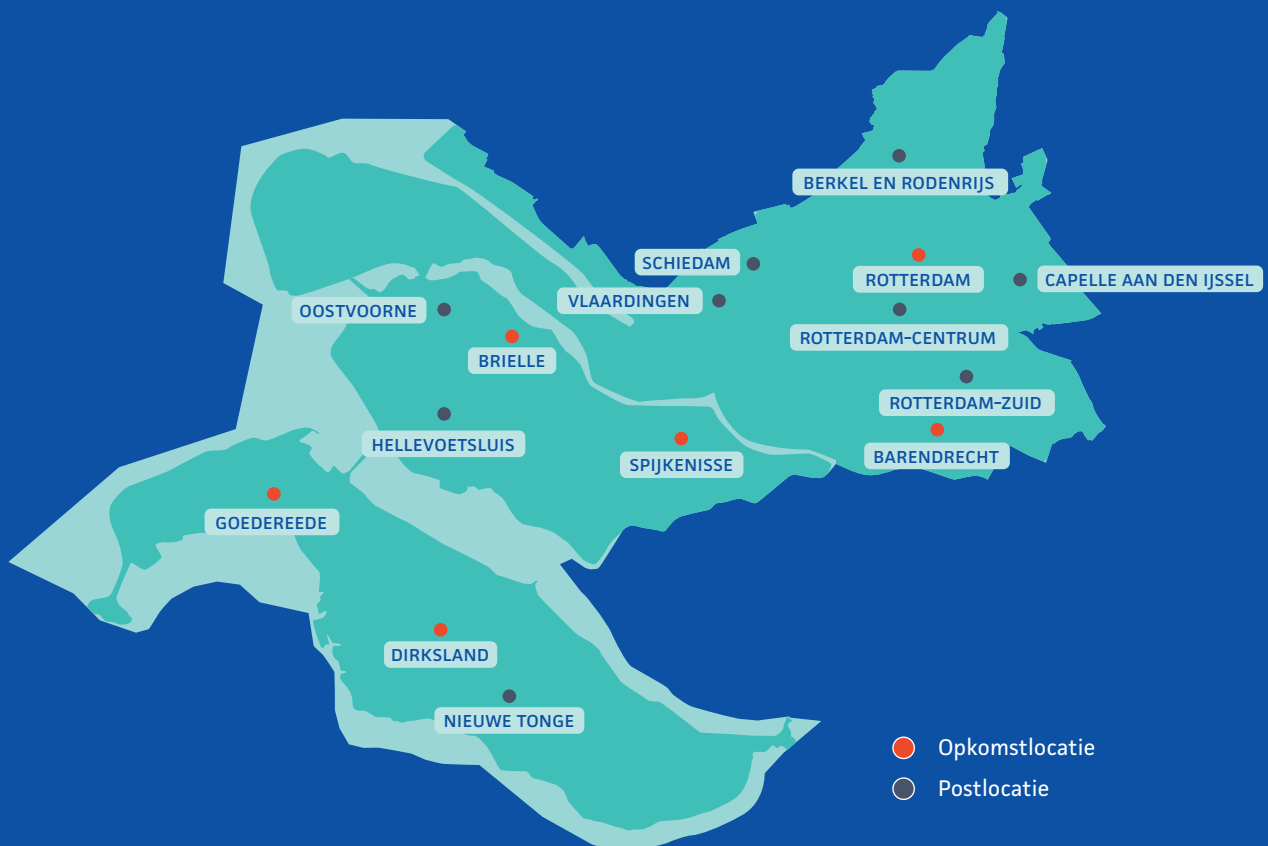 BERKEL EN RODENRIJS
SCHIEDAM
ROTTERDAM
CAPELLE AAN DEN IJSSEL
VLAARDINGEN
OOSTVOORNE
ROTTERDAM-CENTRUM
BRIELLE
ROTTERDAM-ZUID
HELLEVOETSLUIS
BARENDRECHT
SPIJKENISSE
GOEDEREEDE
DIRKSLAND
NIEUWE TONGE
Opkomstlocatie
Postlocatie